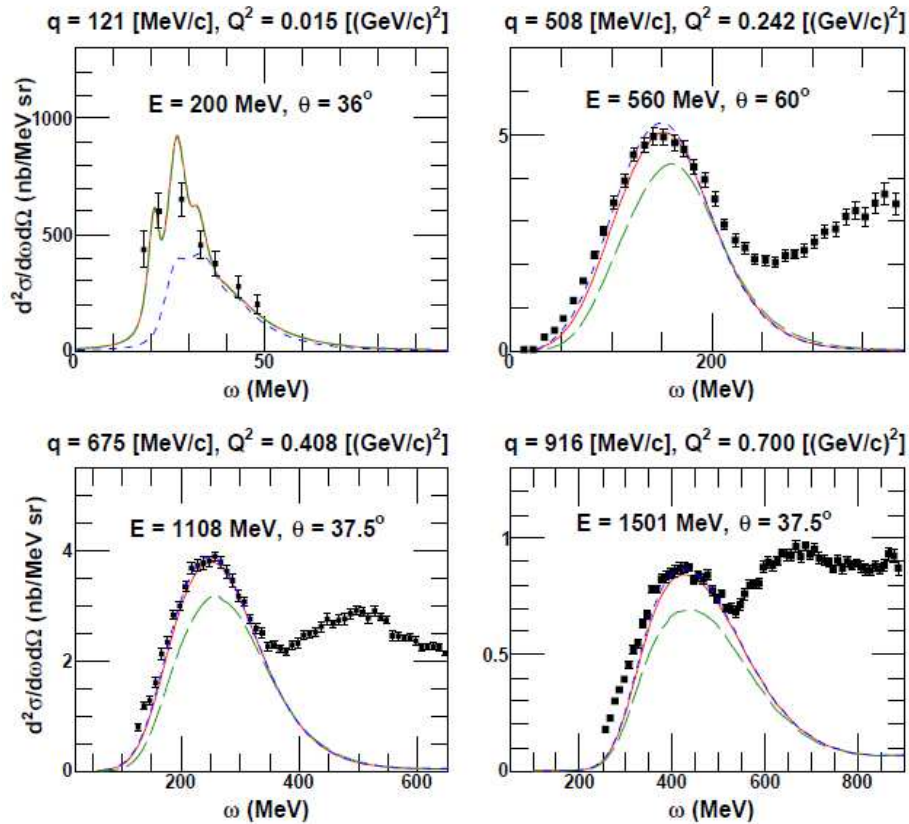 q = 121 [MeV/c], Q² = 0.015 [(GeV/c)²]
d²σ/dωdΩ (nb/MeV sr)
1000
500
0
E = 200 MeV, θ = 36°
50
ω (MeV)
q = 508 [MeV/c], Q² = 0.242 [(GeV/c)²]
5
0
E = 560 MeV, θ = 60°
200
ω (MeV)
q = 675 [MeV/c], Q² = 0.408 [(GeV/c)²]
d²σ/dωdΩ (nb/MeV sr)
4
2
0
E = 1108 MeV, θ = 37.5°
200 400 600
ω (MeV)
q = 916 [MeV/c], Q² = 0.700 [(GeV/c)²]
1
0.5
0
E = 1501 MeV, θ = 37.5°
200 400 600 800
ω (MeV)